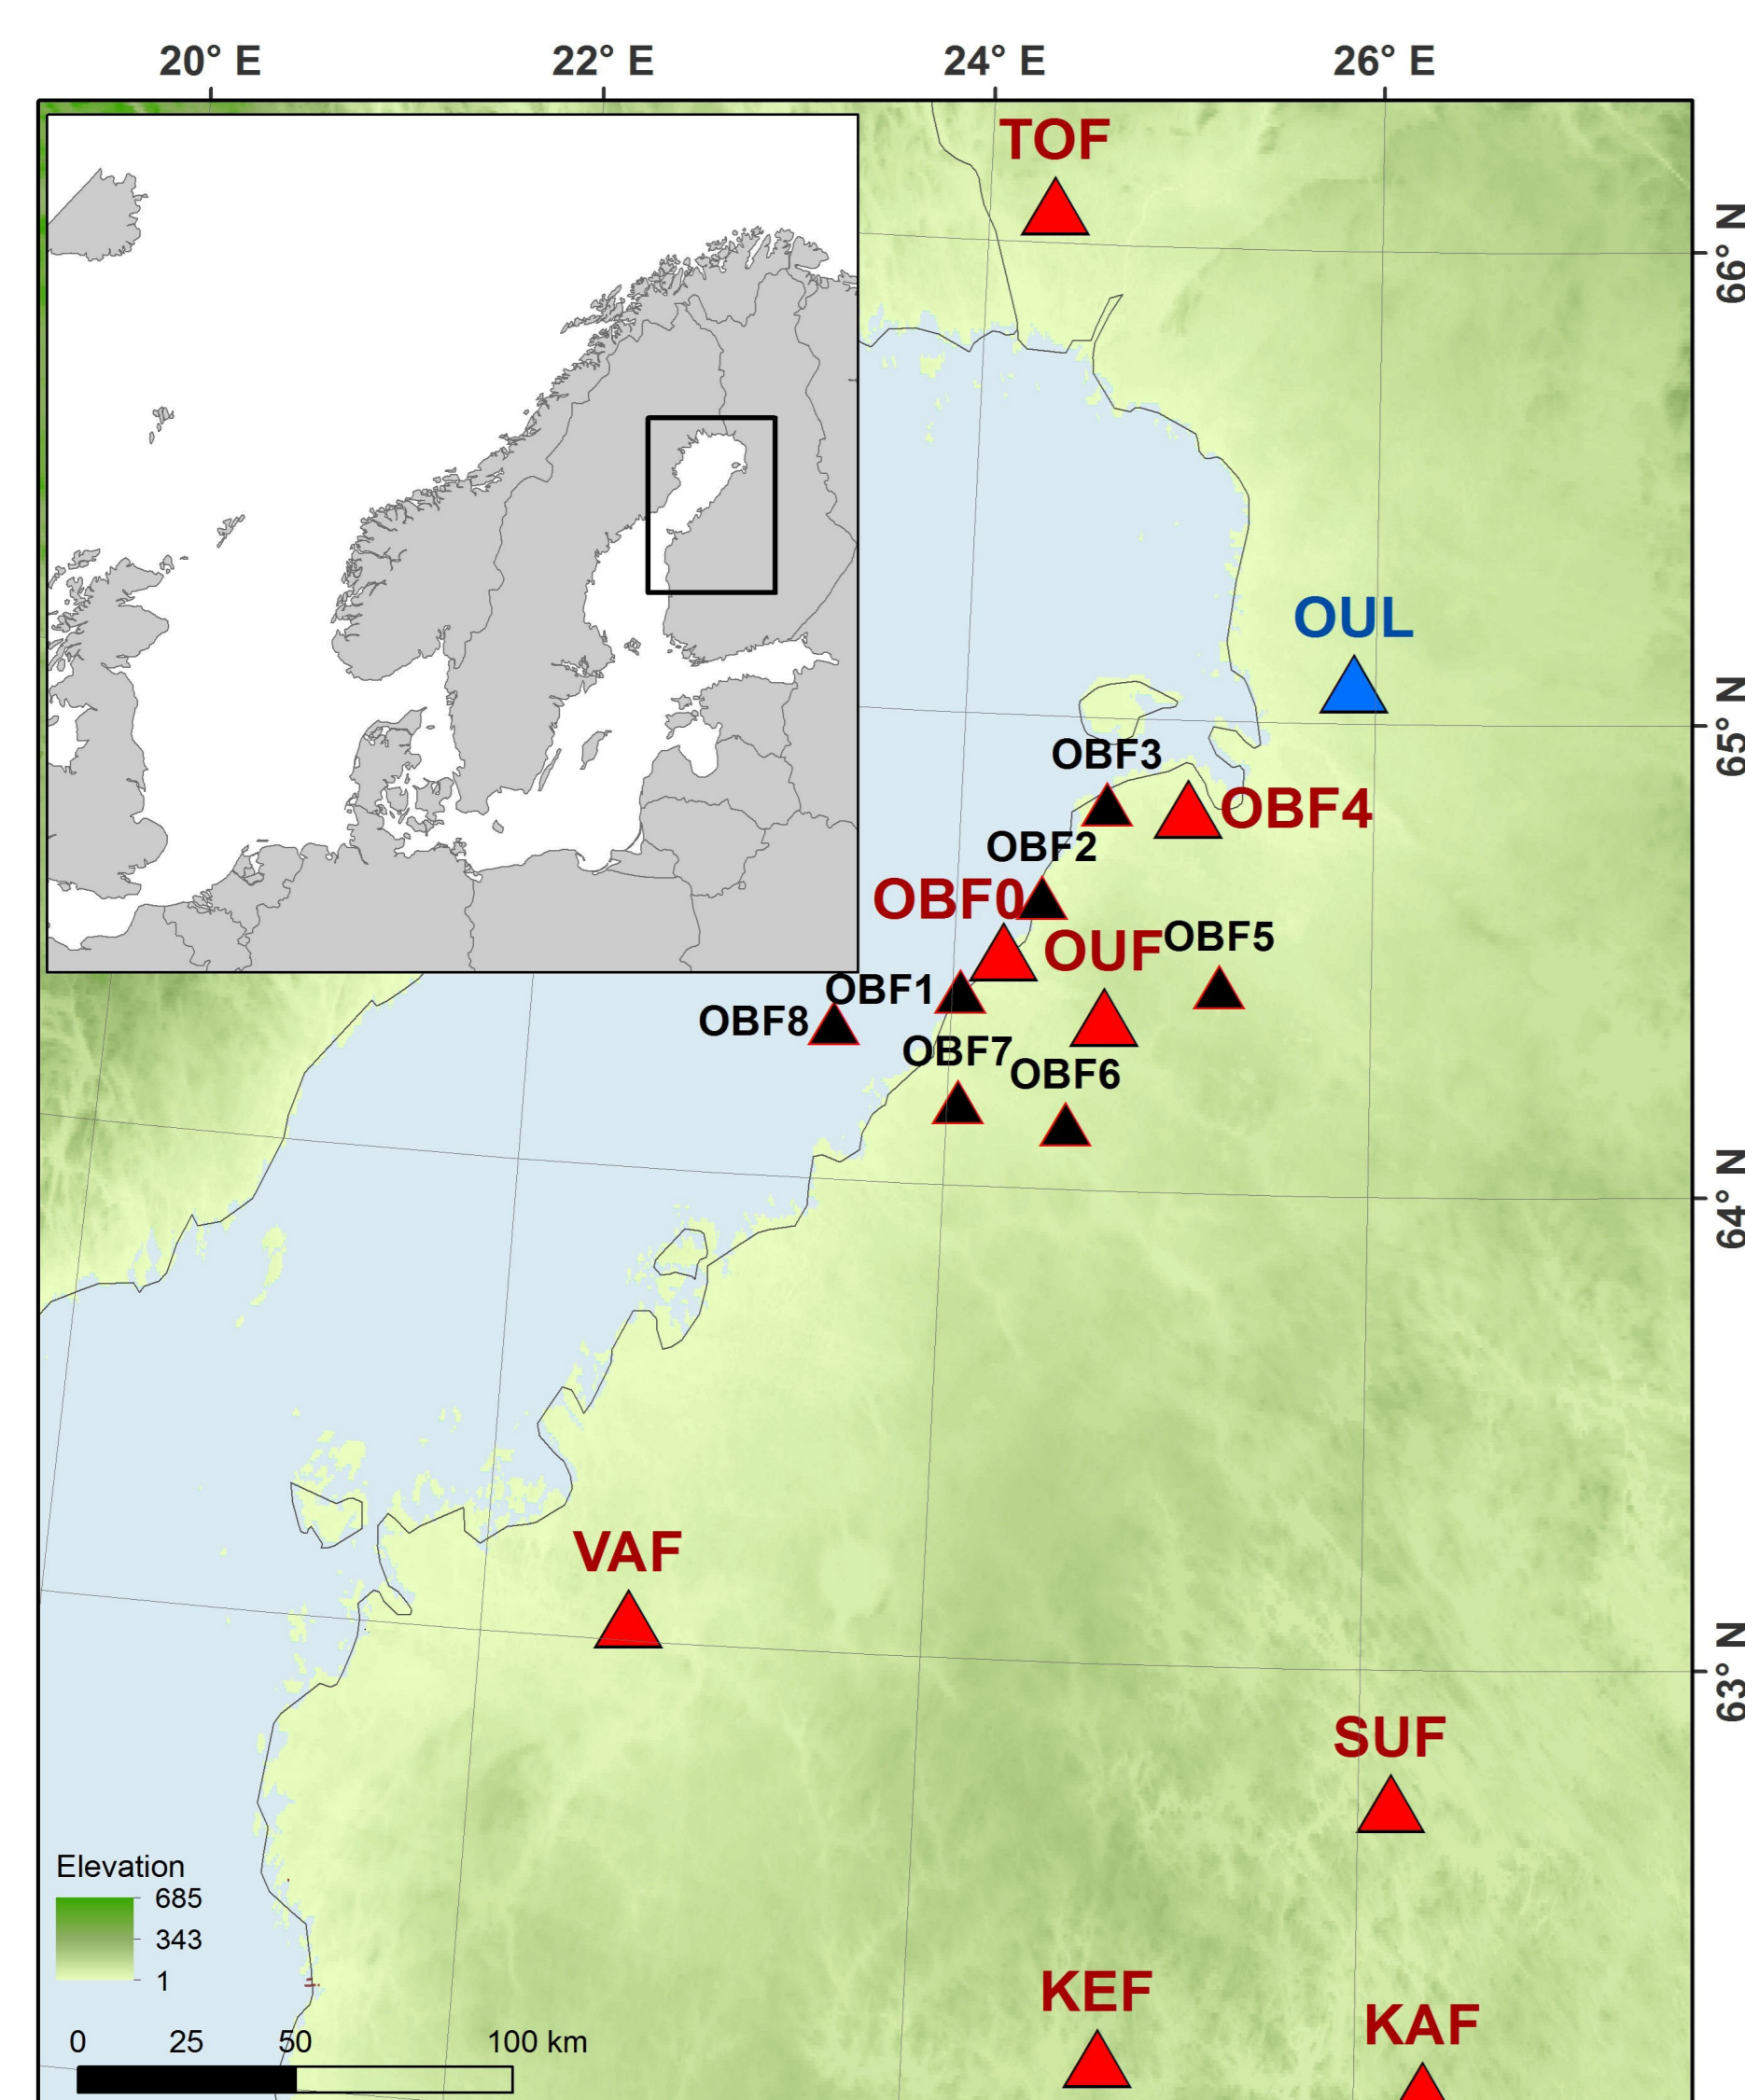 20° E 22° E 24° E 26° E
TOF
66° N
OUL
65° N
OBF3
OBF4
OBF2
OBF0
OUF
OBF5
OBF1
OBF8
OBF7
OBF6
64° N
VAF
63° N
SUF
Elevation
685
343
1
KEF
KAF
0 25 50 100 km